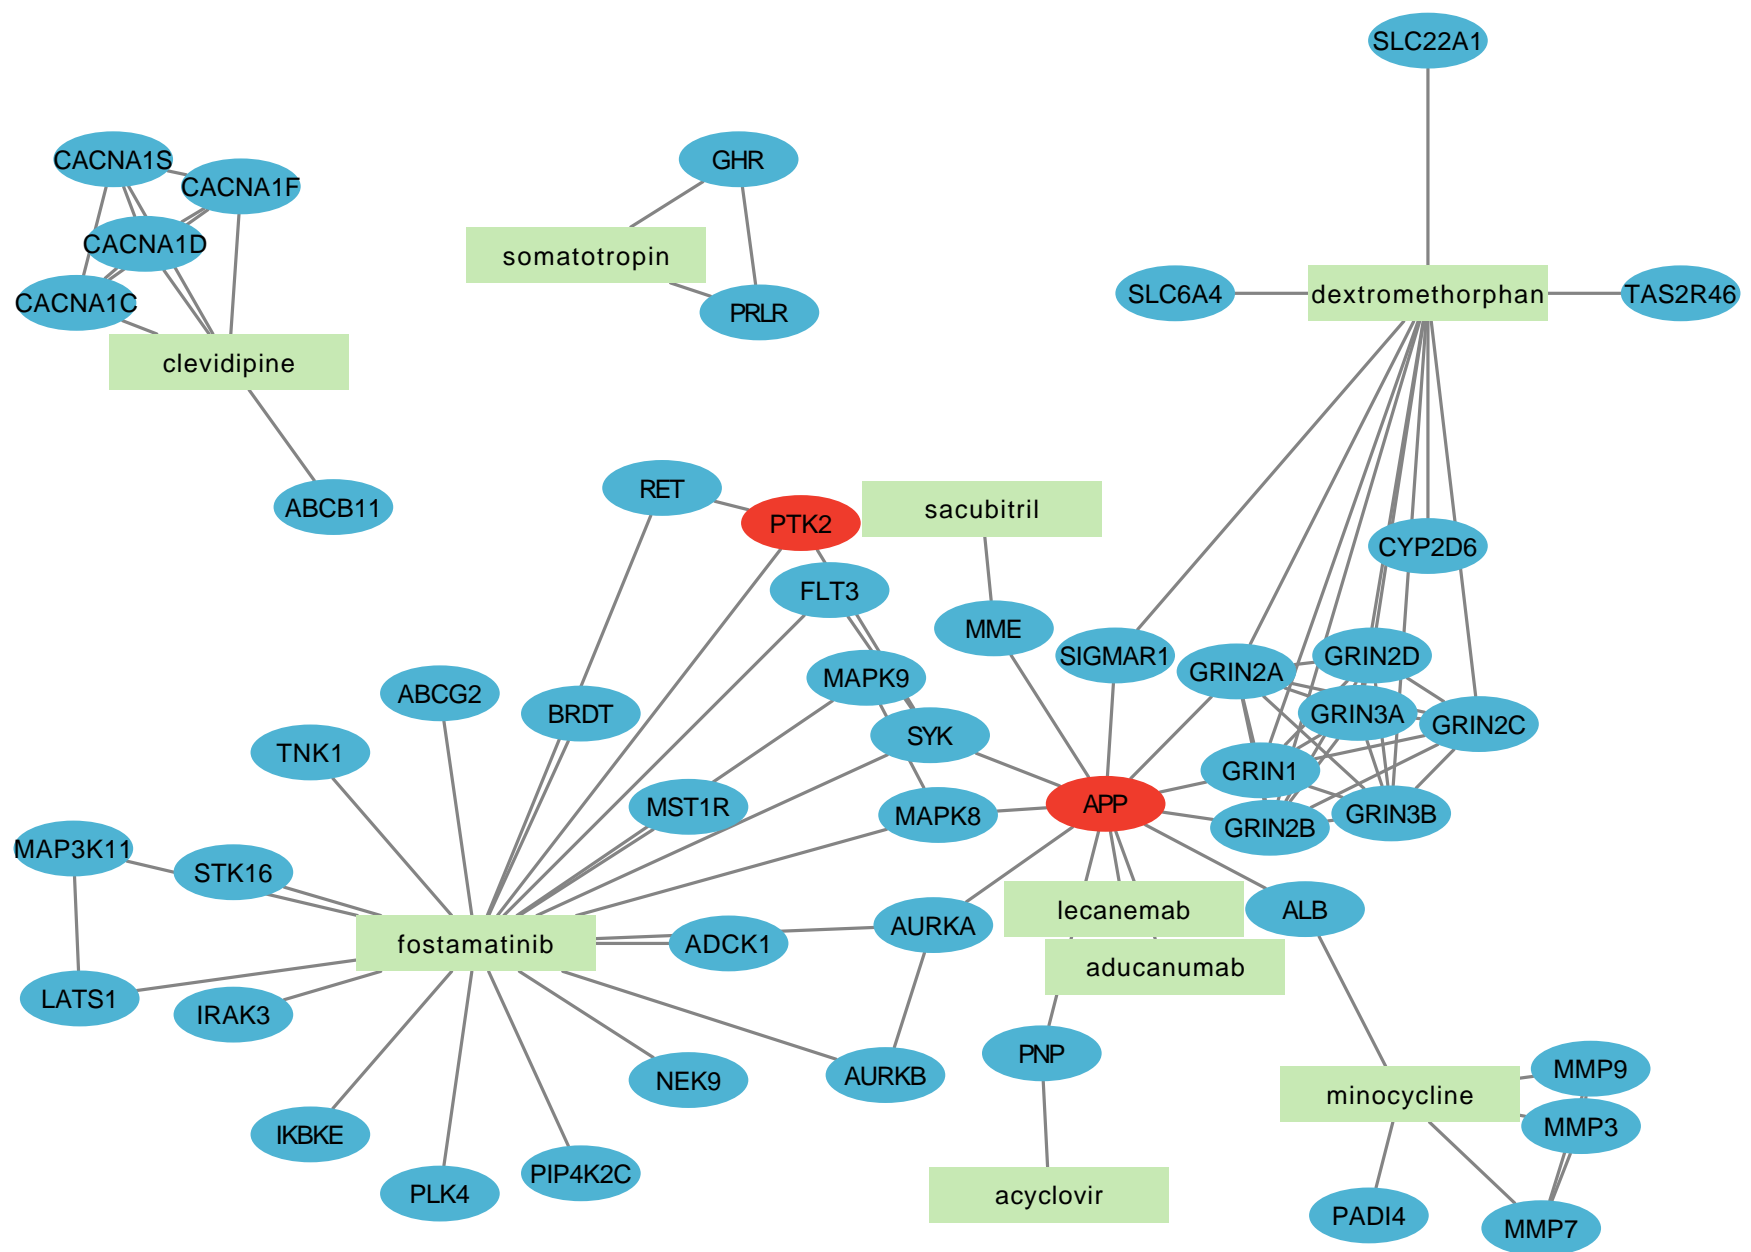 SLC22A1
CACNA1S
GHR
CACNA1F
CACNA1D
somatotropin
CACNA1C
PRLR
SLC6A4
dextromethorphan
TAS2R46
clevidipine
RET
ABCB11
PTK2
sacubitril
CYP2D6
FLT3
MME
SIGMAR1
GRIN2A
GRIN2D
MAPK9
ABCG2
BRDT
GRIN3A
GRIN2C
TNK1
SYK
GRIN1
MST1R
APP
MAPK8
GRIN2B
GRIN3B
MAP3K11
STK16
lecanemab
ALB
AURKA
fostamatinib
ADCK1
aducanumab
LATS1
IRAK3
PNP
NEK9
AURKB
minocycline
MMP9
MMP3
IKBKE
PLK4
PIP4K2C
acyclovir
PADI4
MMP7